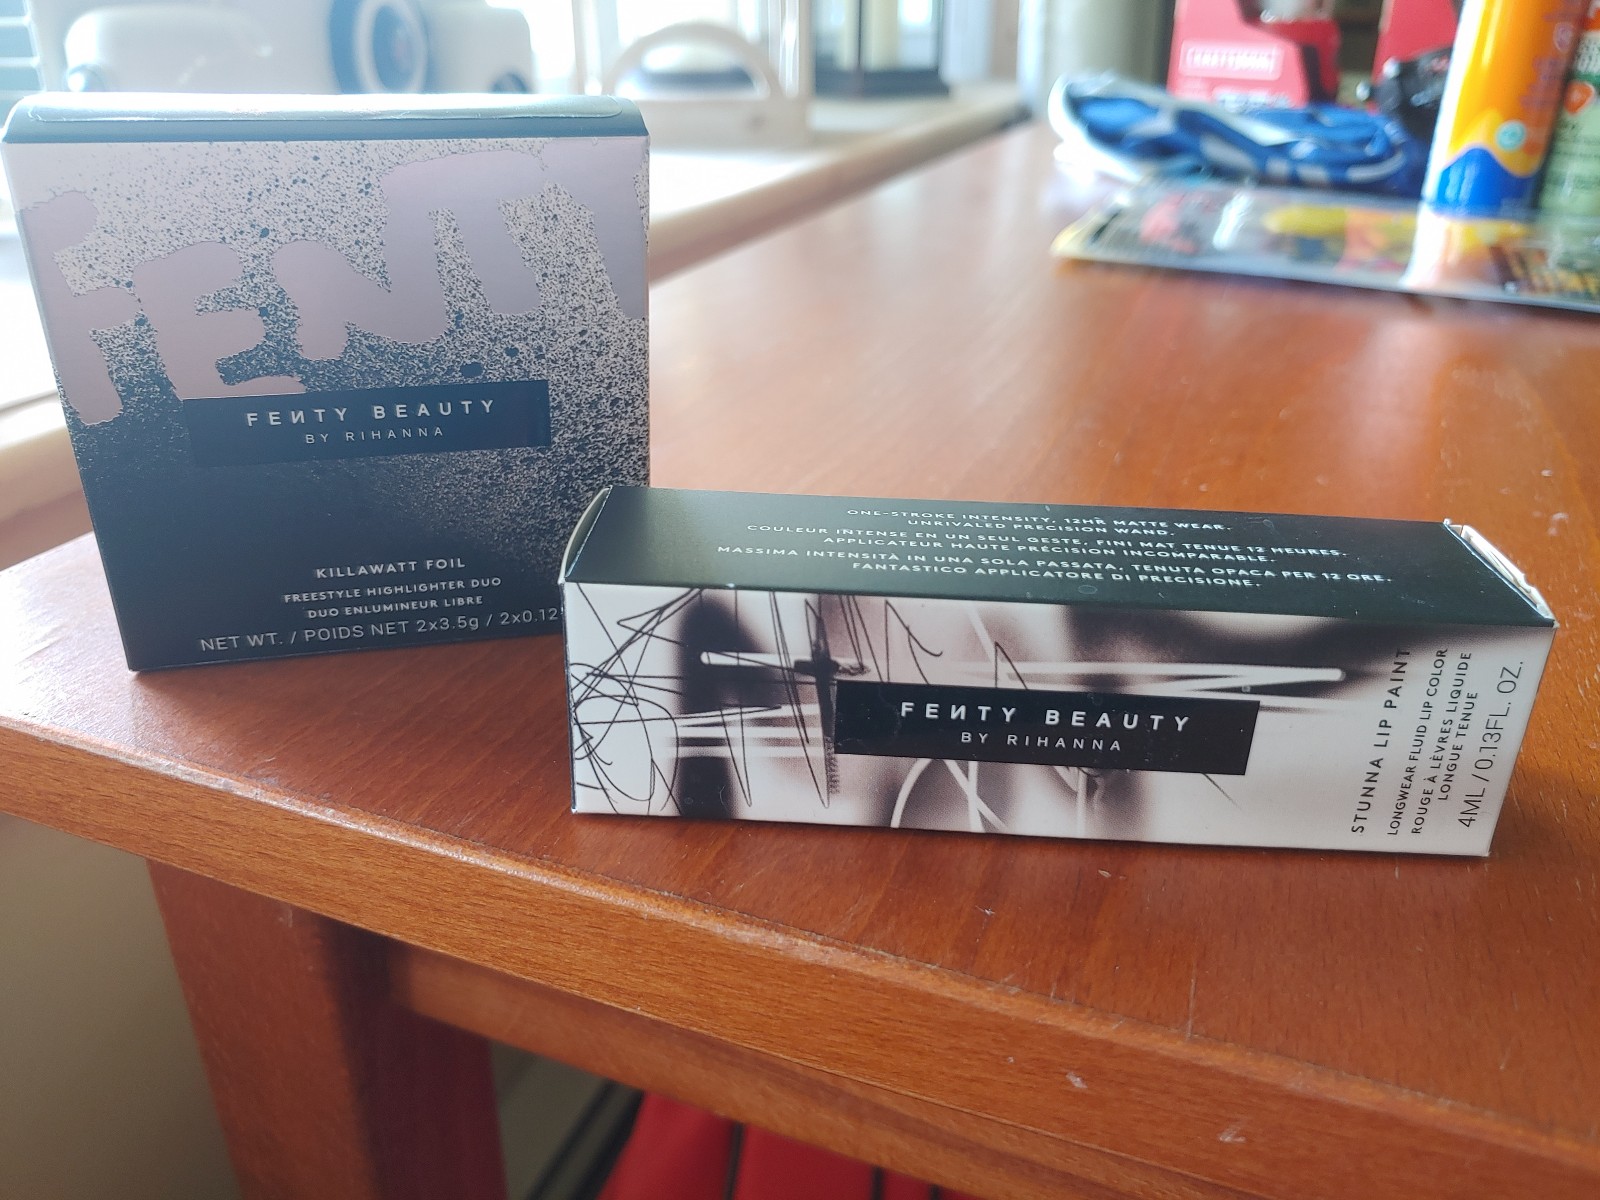 FENTY
FEИTY BEAUTY
BY RIHANNA
KILLAWATT FOIL
FREESTYLE HIGHLIGHTER DUO
DUO ENLUMINEUR LIBRE
NET WT. / POIDS NET 2x3.5g / 2x0.12
ONE-STROKE INTENSITY, 12HR MATTE WEAR.
UNRIVALED PRECISION WAND.
COULEUR INTENSE EN UN SEUL GESTE. FINI MAT TENUE 12 HEURES.
APPLICATEUR HAUTE PRÉCISION INCOMPARABLE.
MASSIMA INTENSITÀ IN UNA SOLA PASSATA. TENUTA OPACA PER 12 ORE.
FANTASTICO APPLICATORE DI PRECISIONE.
FEИTY BEAUTY
BY RIHANNA
STUNNA LIP PAINT
LONGWEAR FLUID LIP COLOR
ROUGE À LÈVRES LIQUIDE
LONGUE TENUE
4ML / 0.13FL. OZ.